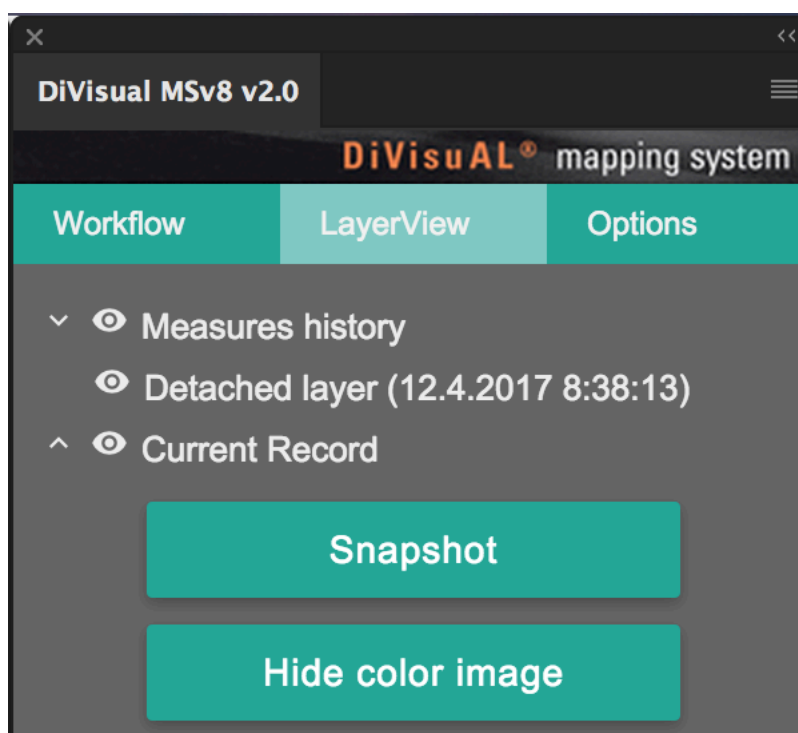 DiVisual MSv8 v2.0
DiVisuAL® mapping system
Workflow LayerView Options
Measures history
Detached layer (12.4.2017 8:38:13)
Current Record
Snapshot
Hide color image